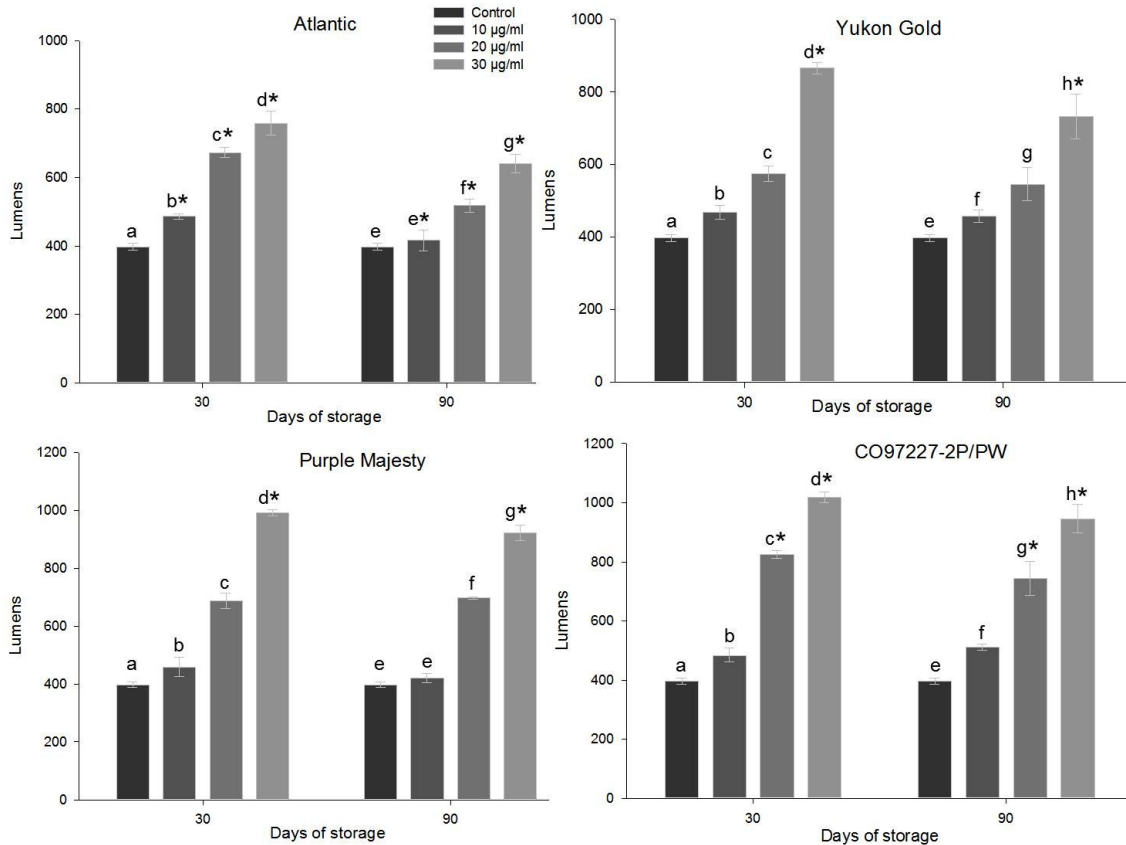 Atlantic
Control
10 µg/ml
20 µg/ml
30 µg/ml
1000
800
600
400
200
0
Lumens
a
b*
c*
d*
e
e*
f*
g*
30
90
Days of storage
Yukon Gold
1000
800
600
400
200
0
Lumens
a
b
c
d*
e
f
g
h*
30
90
Days of storage
Purple Majesty
1200
1000
800
600
400
200
0
Lumens
a
b
c
d*
e
e
f
g*
30
90
Days of storage
CO97227-2P/PW
1200
1000
800
600
400
200
0
Lumens
a
b
c*
d*
e
f
g*
h*
30
90
Days of storage